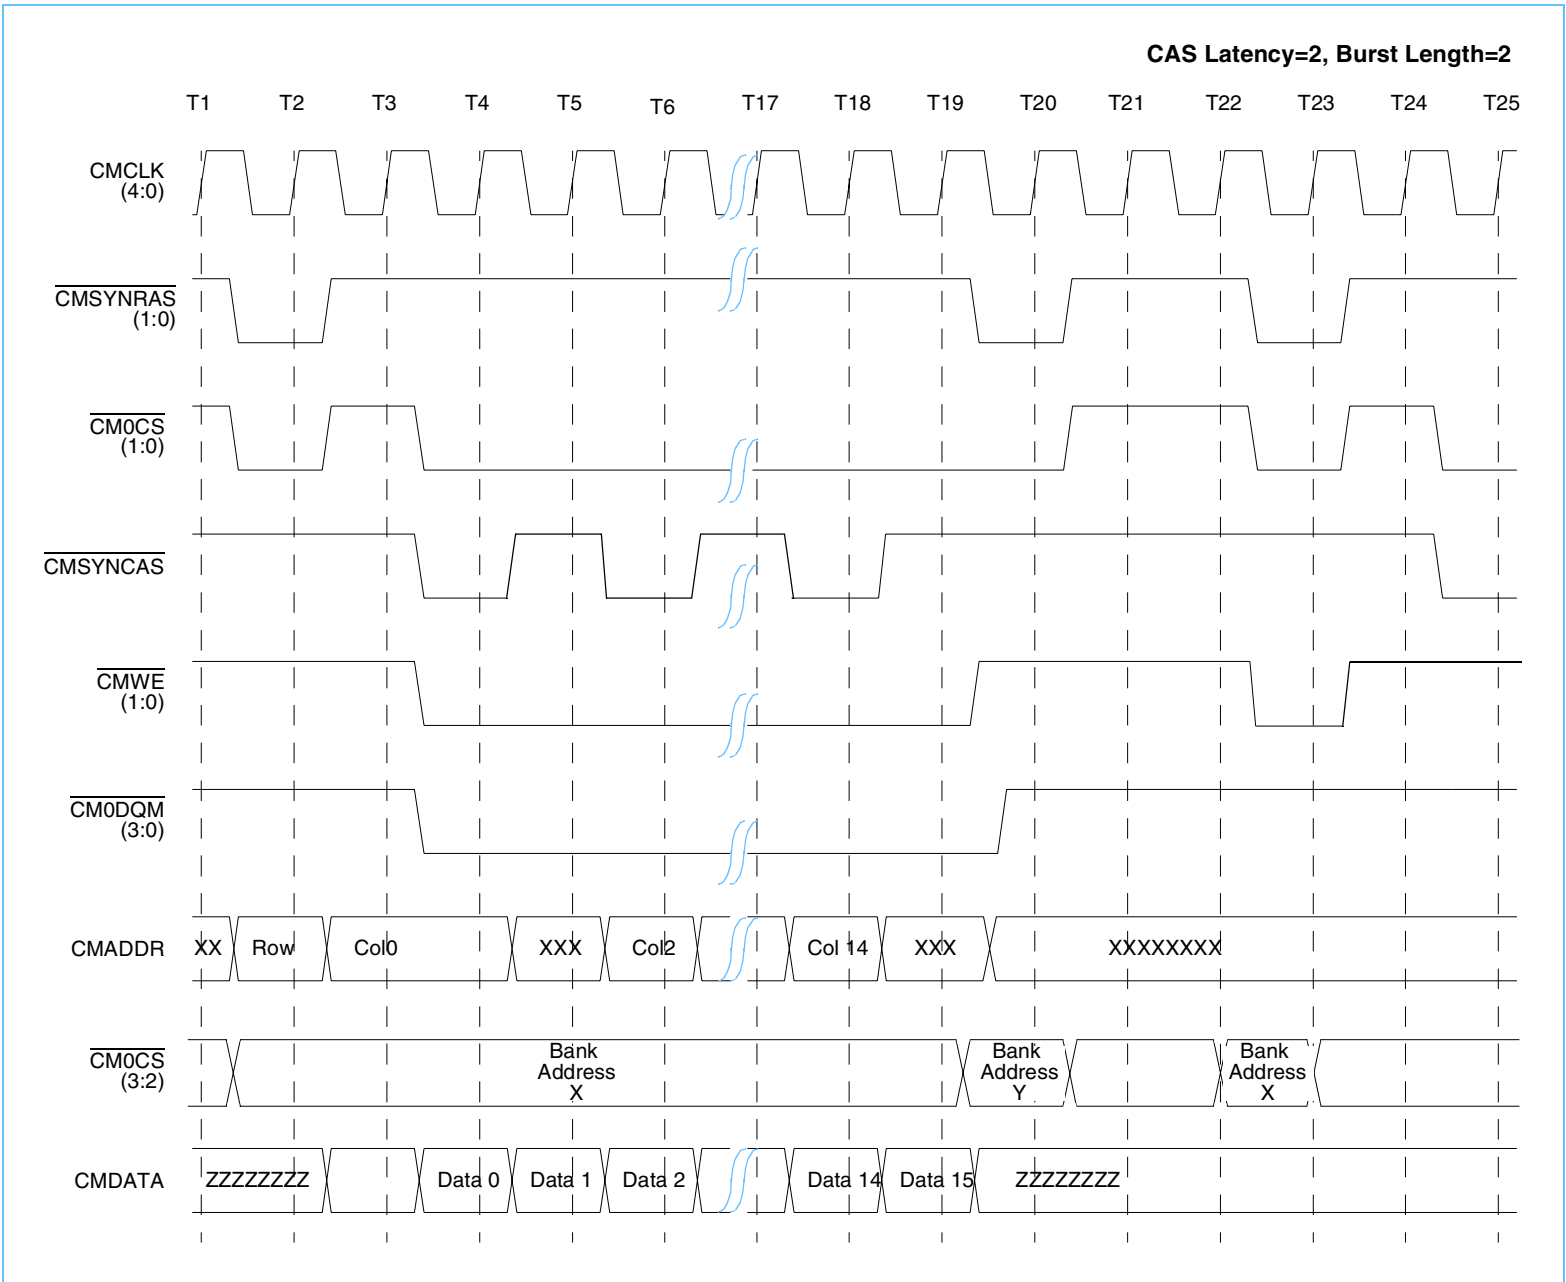 CAS Latency=2, Burst Length=2
T1 T2 T3 T4 T5 T6 T17 T18 T19 T20 T21 T22 T23 T24 T25
CMCLK
(4:0)
CMSYNRAS
(1:0)
CM0CS
(1:0)
CMSYNCAS
CMWE
(1:0)
CM0DQM
(3:0)
CMADDR XX Row Col0 XXX Col2 Col 14 XXX XXXXXXXX
CM0CS
(3:2)
Bank
Address
X
Bank
Address
Y
Bank
Address
X
CMDATA ZZZZZZZZ Data 0 Data 1 Data 2 Data 14 Data 15 ZZZZZZZZ